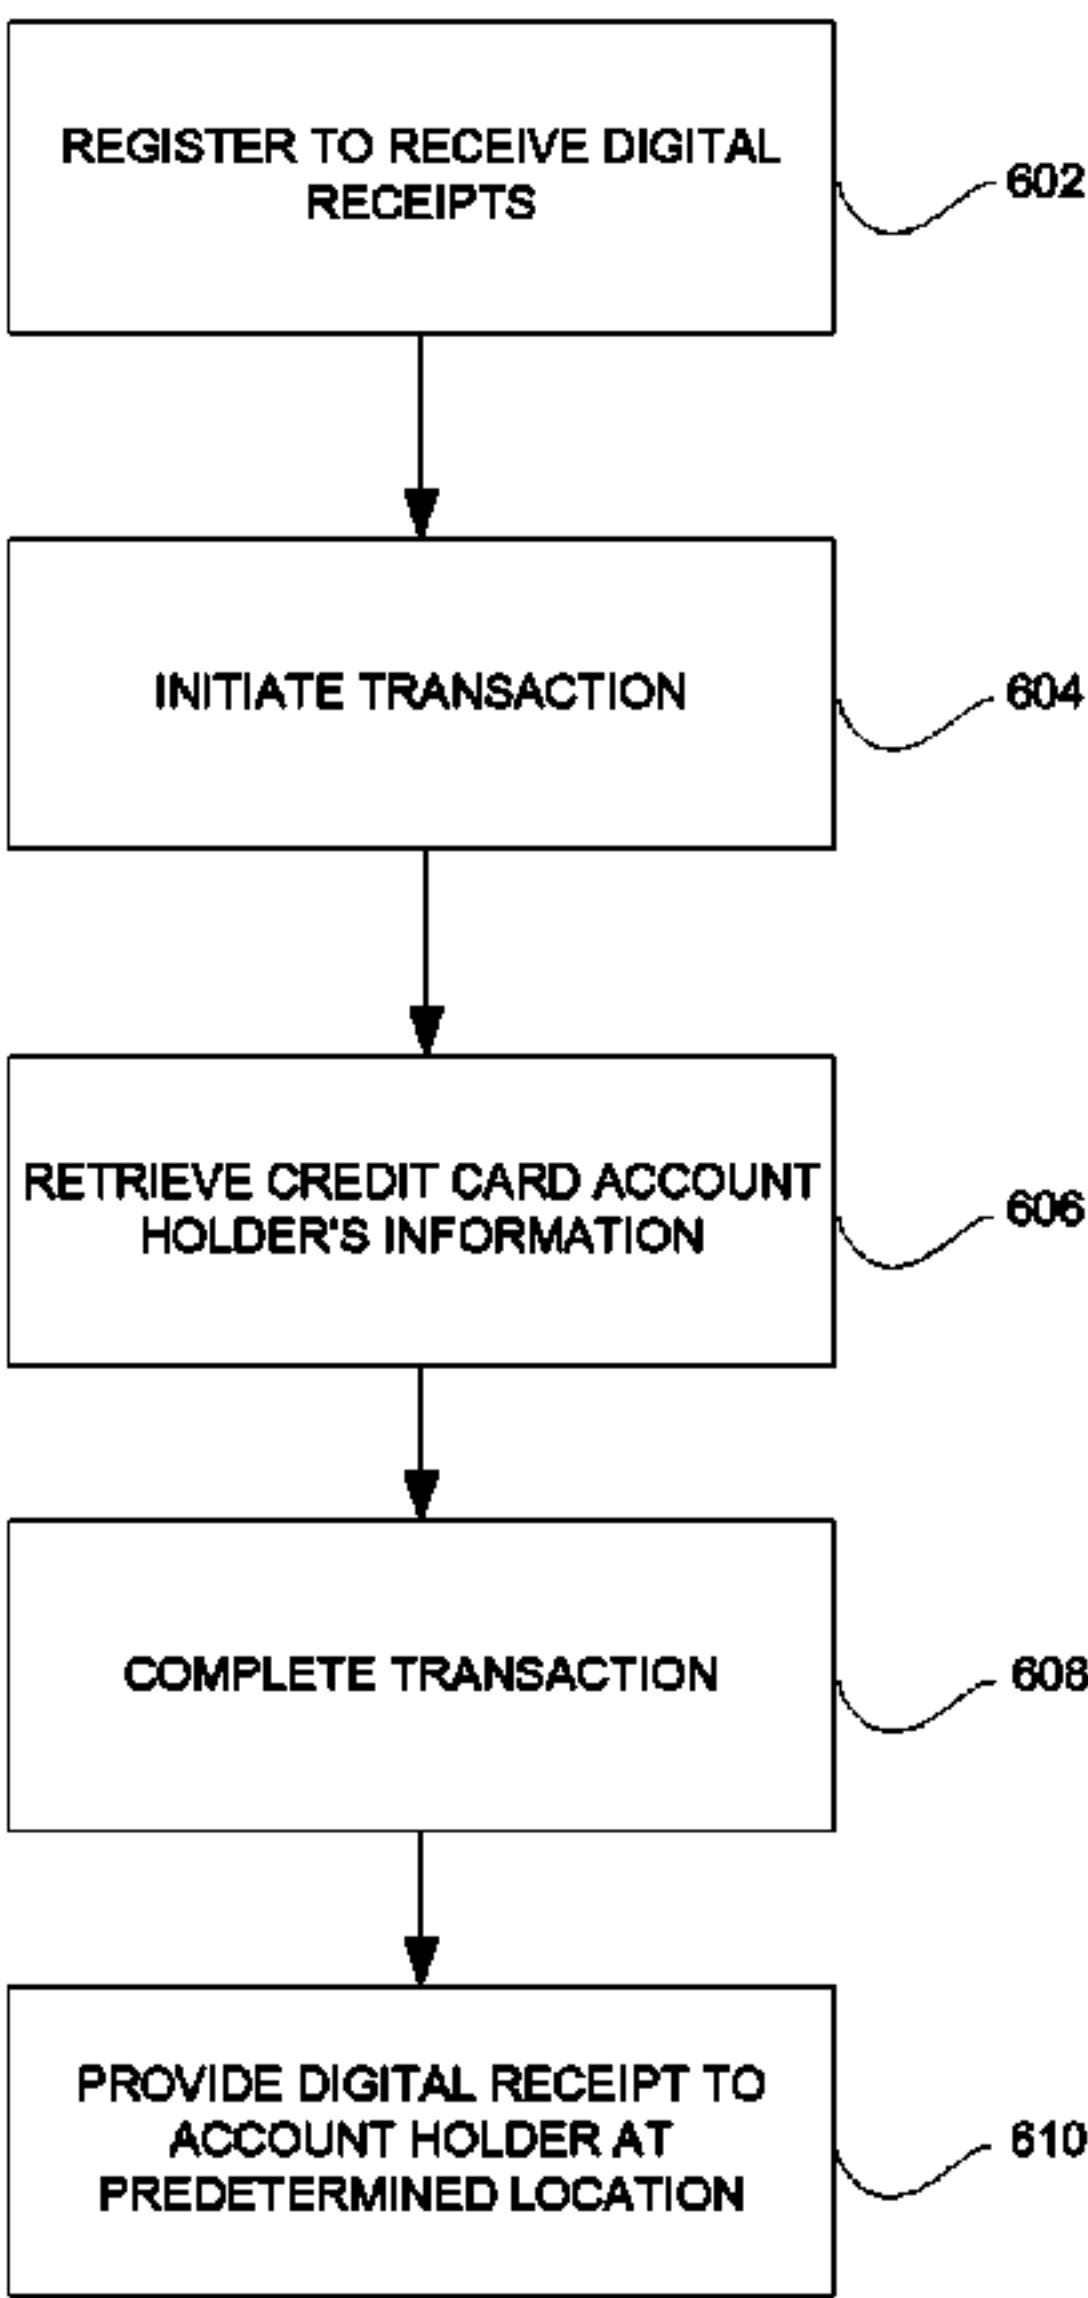 REGISTER TO RECEIVE DIGITAL
RECEIPTS
602
INITIATE TRANSACTION
604
RETRIEVE CREDIT CARD ACCOUNT
HOLDER'S INFORMATION
606
COMPLETE TRANSACTION
608
PROVIDE DIGITAL RECEIPT TO
ACCOUNT HOLDER AT
PREDETERMINED LOCATION
610